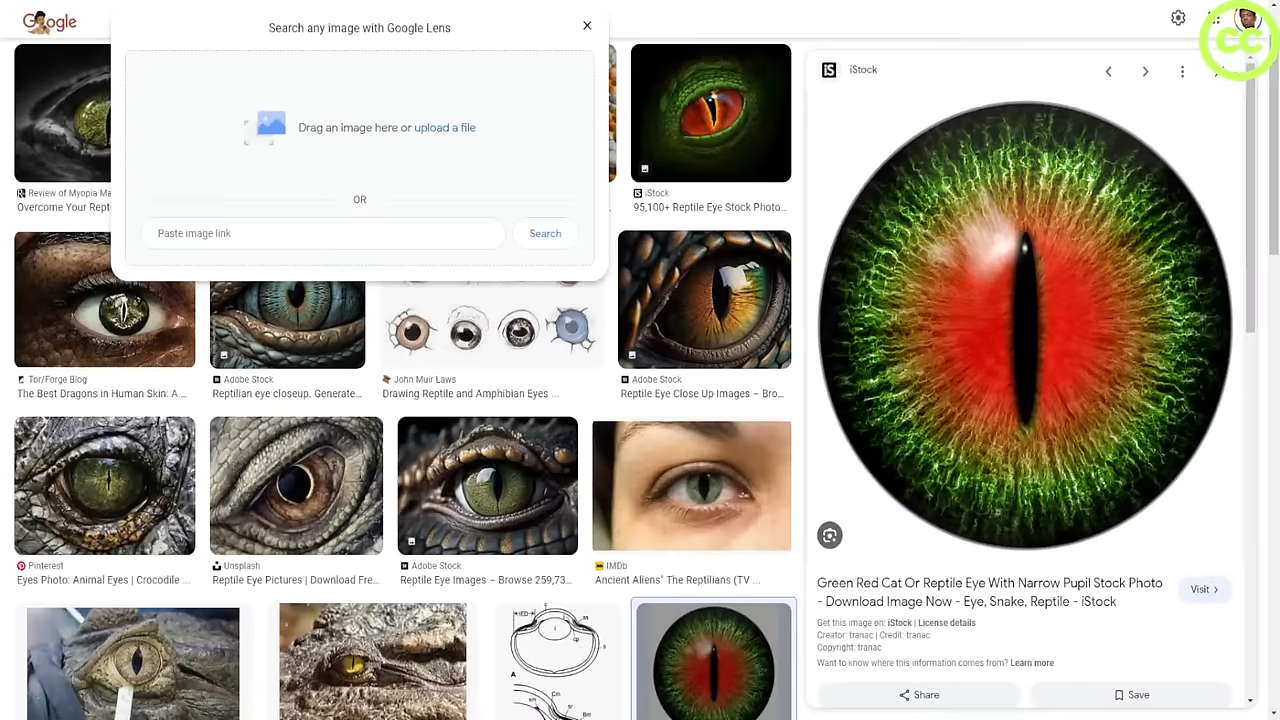 Google
Search any image with Google Lens
Drag an image here or upload a file
OR
Paste image link
Search
CC
iS
iStock
Review of Myopia Ma
Overcome Your Rept
iS
iStock
95,100+ Reptile Eye Stock Photo...
Tor/Forge Blog
The Best Dragons in Human Skin: A ...
Adobe Stock
Reptilian eye closeup. Generate...
John Muir Laws
Drawing Reptile and Amphibian Eyes ...
Adobe Stock
Reptile Eye Close Up Images – Bro...
Pinterest
Eyes Photo: Animal Eyes | Crocodile ...
Unsplash
Reptile Eye Pictures | Download Fre...
Adobe Stock
Reptile Eye Images – Browse 259,73...
IMDb
Ancient Aliens" The Reptilians (TV ...
A
Green Red Cat Or Reptile Eye With Narrow Pupil Stock Photo
- Download Image Now - Eye, Snake, Reptile - iStock
Visit
Get this image on: iStock | License details
Creator: tranac | Credit: tranac
Copyright: tranac
Want to know where this information comes from? Learn more
Share
Save